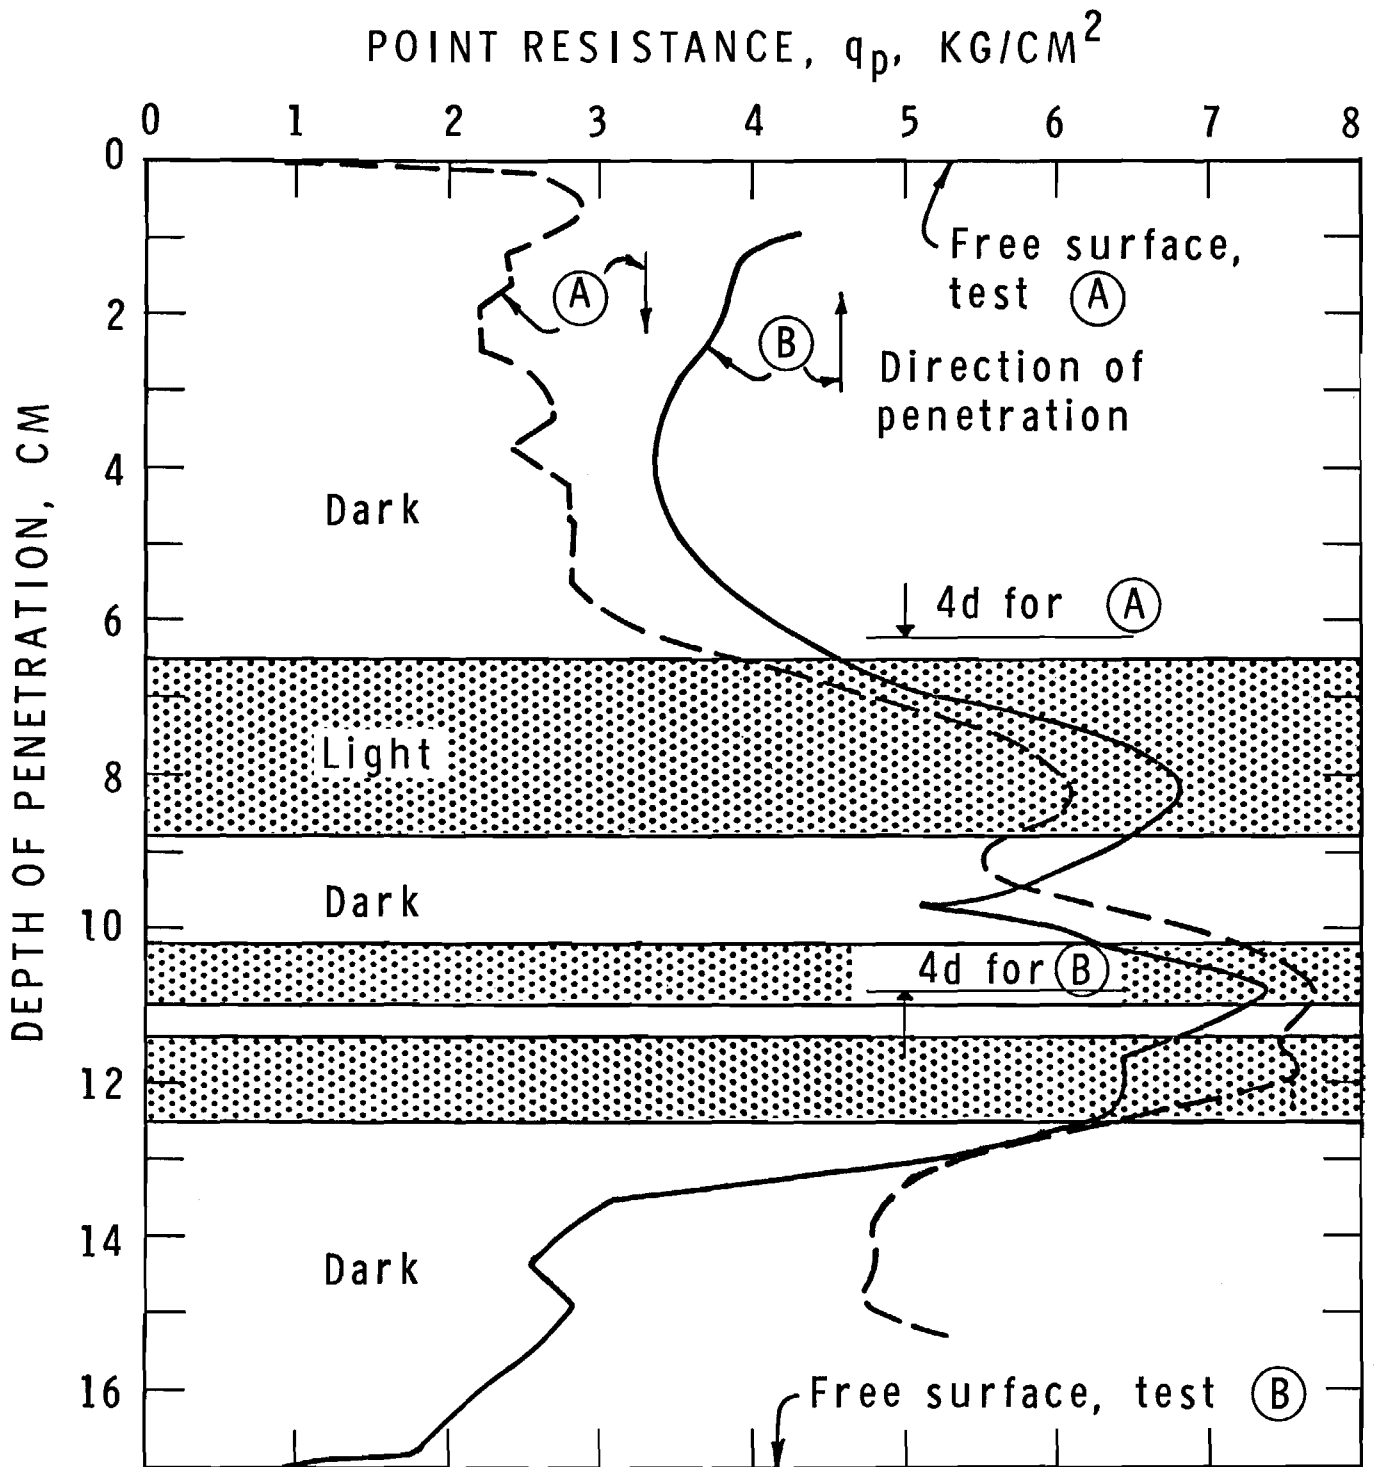 POINT RESISTANCE, qp, KG/CM2
0 1 2 3 4 5 6 7 8
DEPTH OF PENETRATION, CM
0
2
4
6
8
10
12
14
16
Free surface,
test A
A
B
Direction of
penetration
Dark
4d for A
Light
Dark
4d for B
Dark
Free surface, test B